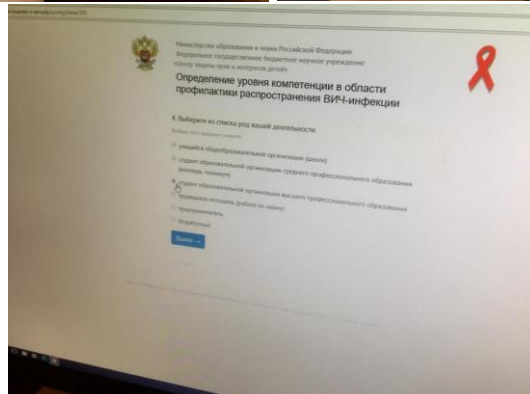 Министерство образования и науки Российской Федерации
Федеральное государственное бюджетное научное учреждение
«Центр защиты прав и интересов детей»
Определение уровня компетенции в области
профилактики распространения ВИЧ-инфекции
4. Выберите из списка род вашей деятельности
учащийся общеобразовательной организации (школа)
студент образовательной организации среднего профессионального образования
(колледж, техникум)
студент образовательной организации высшего профессионального образования
трудящаяся молодежь (работа по найму)
предприниматель
безработный
Далее →